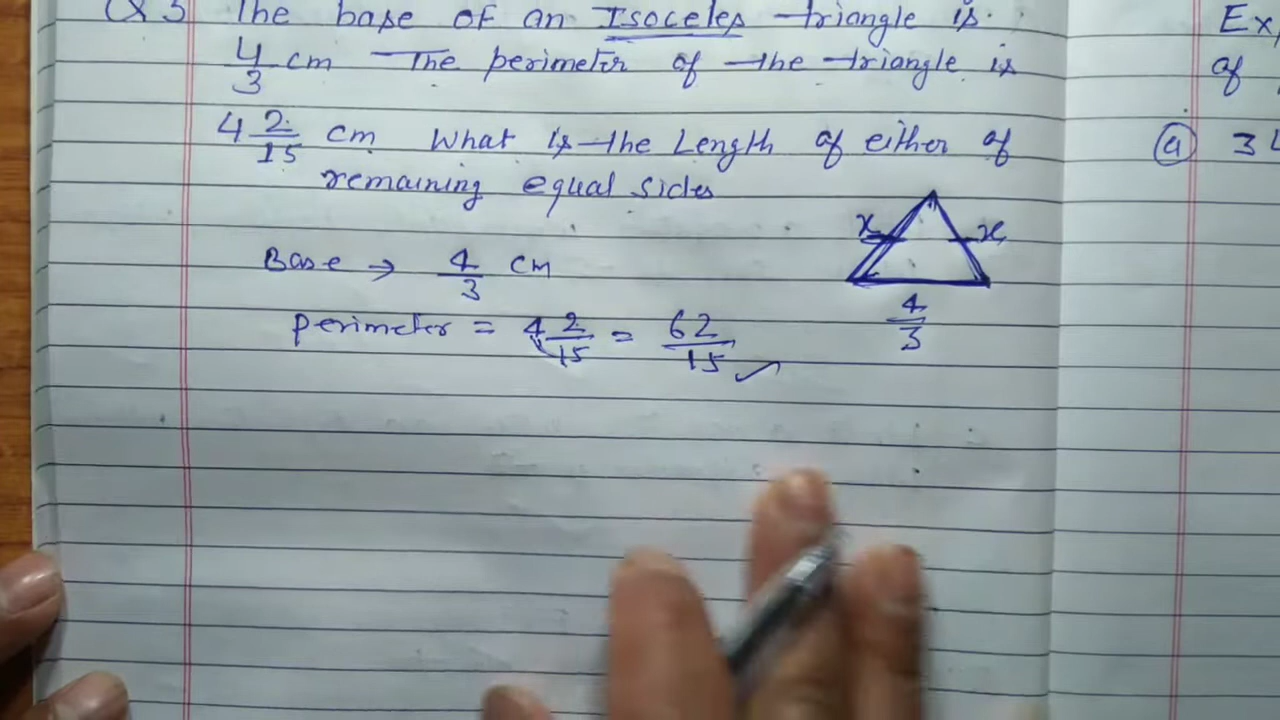 Q3 The base of an Isoceles triangle is
4/3 cm The perimeter of the triangle is
4 2/15 cm What is the Length of either of
remaining equal sides
x x
Base → 4/3 cm
4/3
perimeter = 4 2/15 = 62/15
of
(a) 3